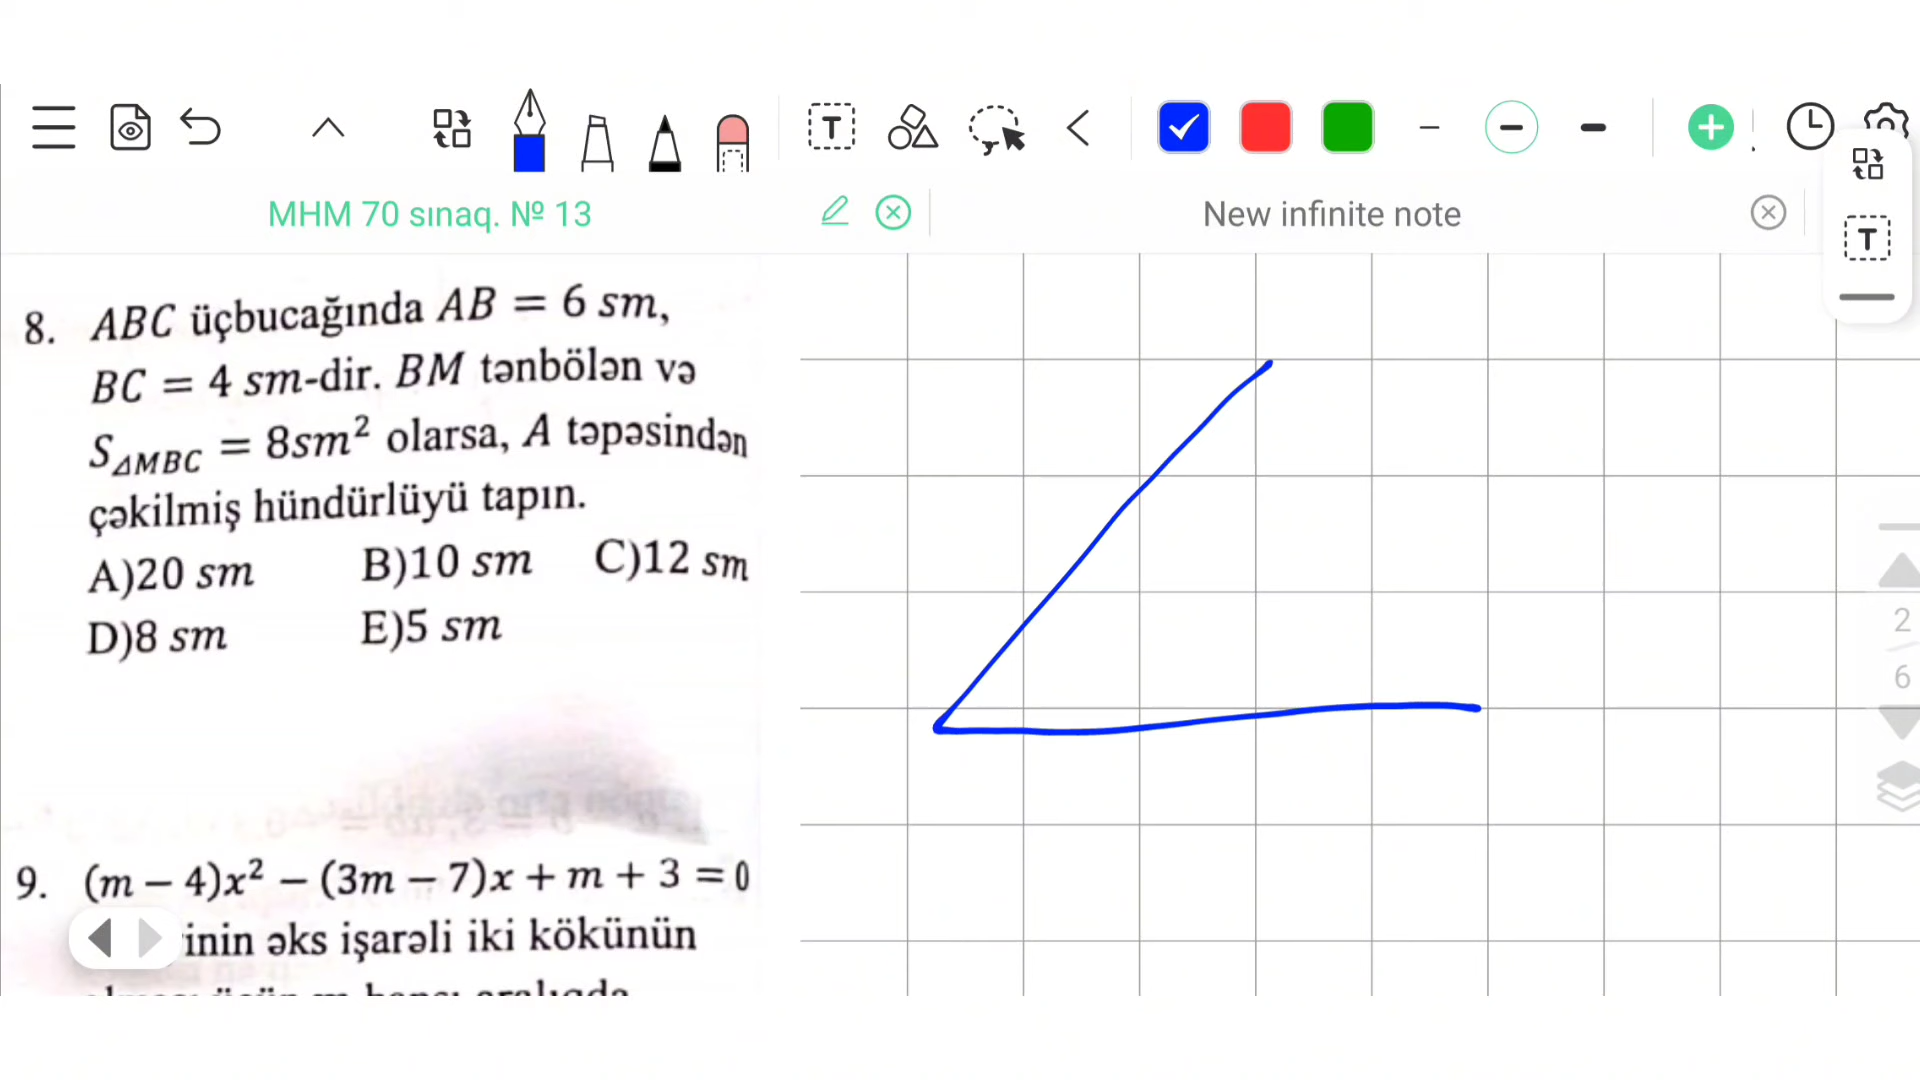 MHM 70 sınaq. № 13
New infinite note
8. ABC üçbucağında AB = 6 sm,
BC = 4 sm-dir. BM tənbölən və
S△MBC = 8sm² olarsa, A təpəsindən
çəkilmiş hündürlüyü tapın.
A)20 sm B)10 sm C)12 sm
D)8 sm E)5 sm
9. (m − 4)x² − (3m − 7)x + m + 3 = 0
inin əks işarəli iki kökünün
2
6